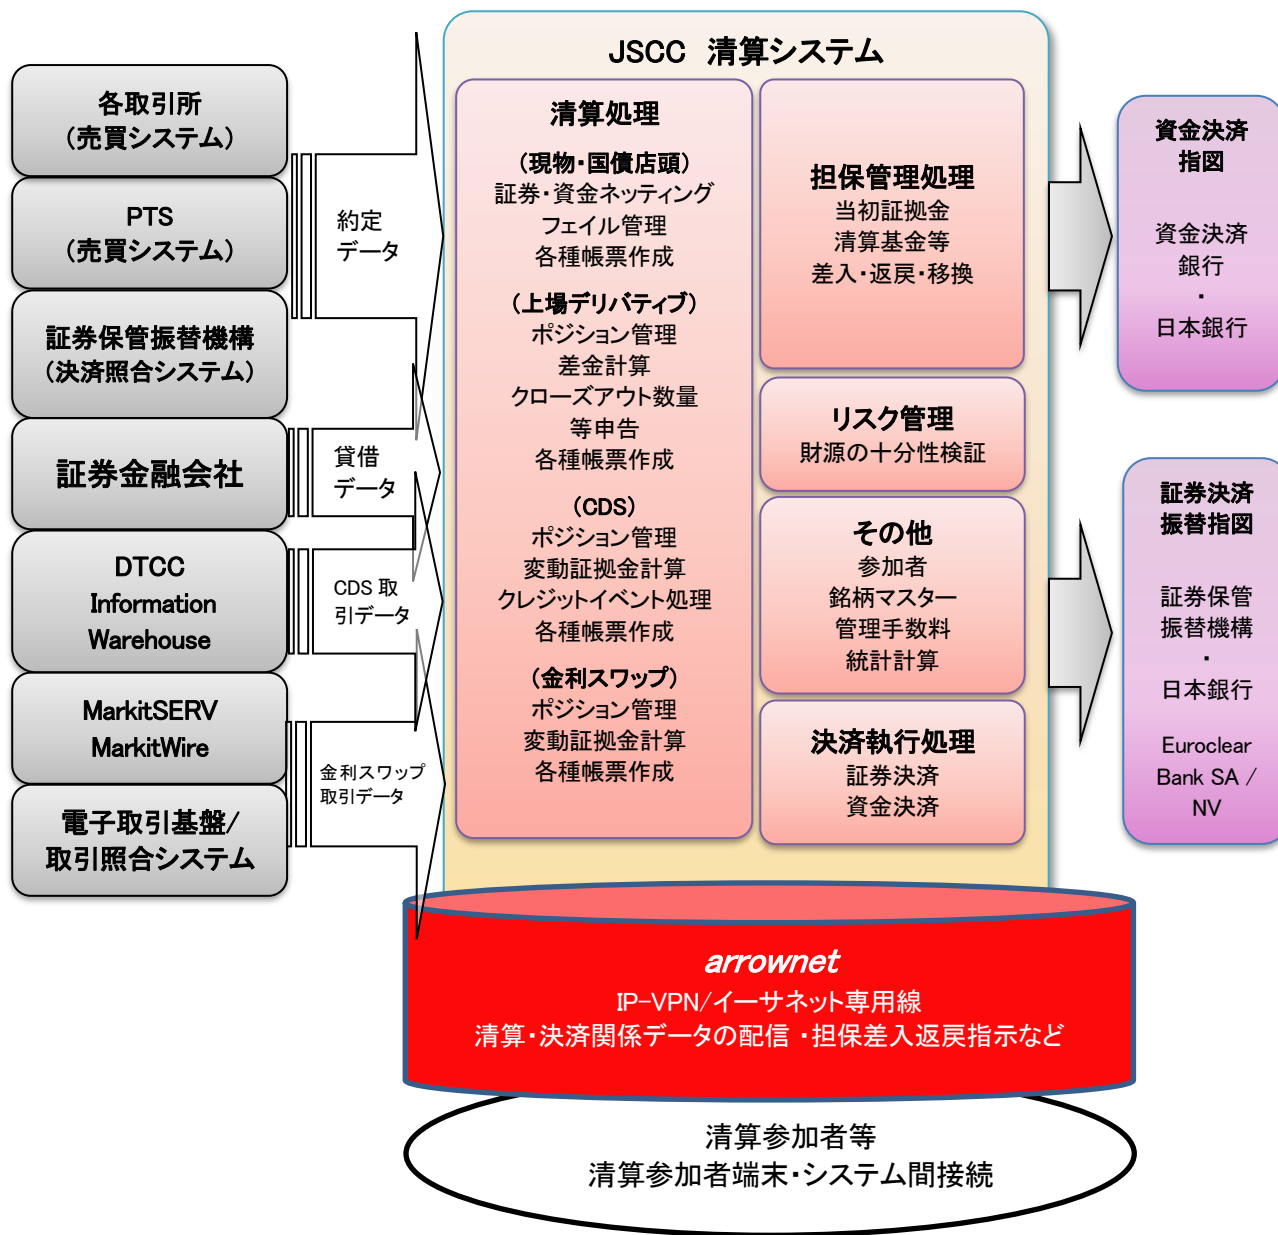 各取引所
（売買システム）
PTS
（売買システム）
証券保管振替機構
（決済照合システム）
証券金融会社
DTCC
Information
Warehouse
MarkitSERV
MarkitWire
電子取引基盤/
取引照合システム
約定
データ
貸借
データ
CDS 取
引データ
金利スワップ
取引データ
JSCC 清算システム
清算処理
（現物・国債店頭）
証券・資金ネッティング
フェイル管理
各種帳票作成
（上場デリバティブ）
ポジション管理
差金計算
クローズアウト数量
等申告
各種帳票作成
（CDS）
ポジション管理
変動証拠金計算
クレジットイベント処理
各種帳票作成
（金利スワップ）
ポジション管理
変動証拠金計算
各種帳票作成
担保管理処理
当初証拠金
清算基金等
差入・返戻・移換
リスク管理
財源の十分性検証
その他
参加者
銘柄マスター
管理手数料
統計計算
決済執行処理
証券決済
資金決済
資金決済
指図
資金決済
銀行
・
日本銀行
証券決済
振替指図
証券保管
振替機構
・
日本銀行
Euroclear
Bank SA /
NV
arrownet
IP-VPN/イーサネット専用線
清算・決済関係データの配信 ・担保差入返戻指示など
清算参加者等
清算参加者端末・システム間接続